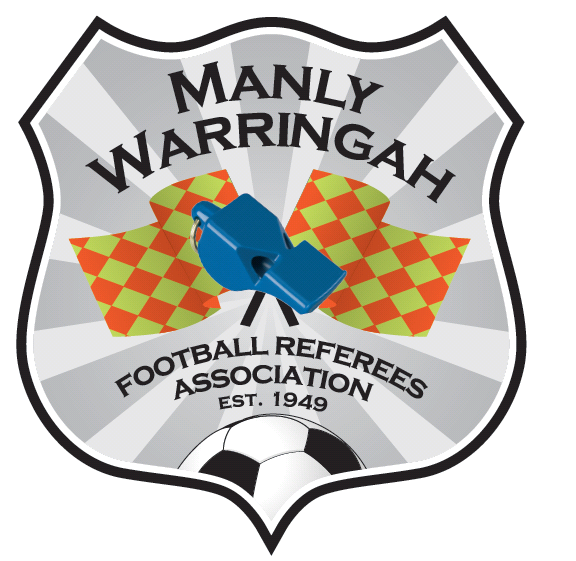 MANLY
WARRINGAH
FOOTBALL REFEREES
ASSOCIATION
EST. 1949